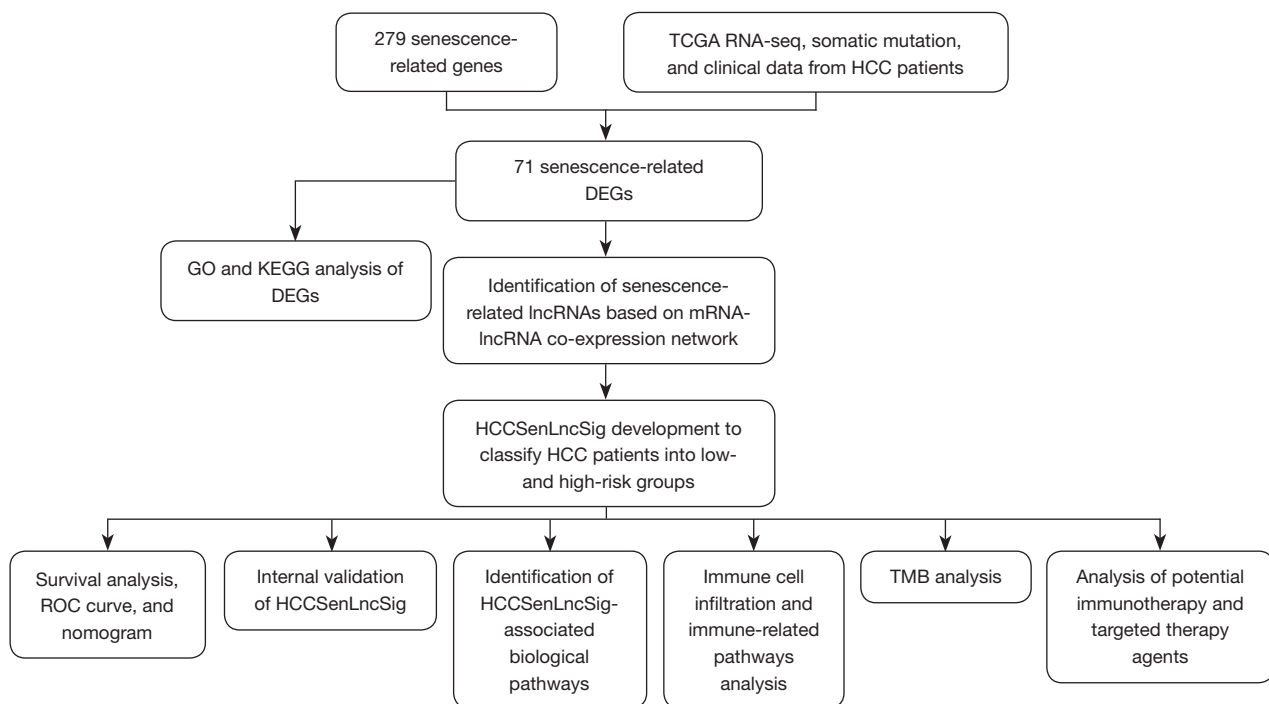 279 senescence-
related genes
TCGA RNA-seq, somatic mutation,
and clinical data from HCC patients
71 senescence-related
DEGs
GO and KEGG analysis of
DEGs
Identification of senescence-
related lncRNAs based on mRNA-
lncRNA co-expression network
HCCSenLncSig development to
classify HCC patients into low-
and high-risk groups
Survival analysis,
ROC curve, and
nomogram
Internal validation
of HCCSenLncSig
Identification of
HCCSenLncSig-
associated
biological
pathways
Immune cell
infiltration and
immune-related
pathways
analysis
TMB analysis
Analysis of potential
immunotherapy and
targeted therapy
agents